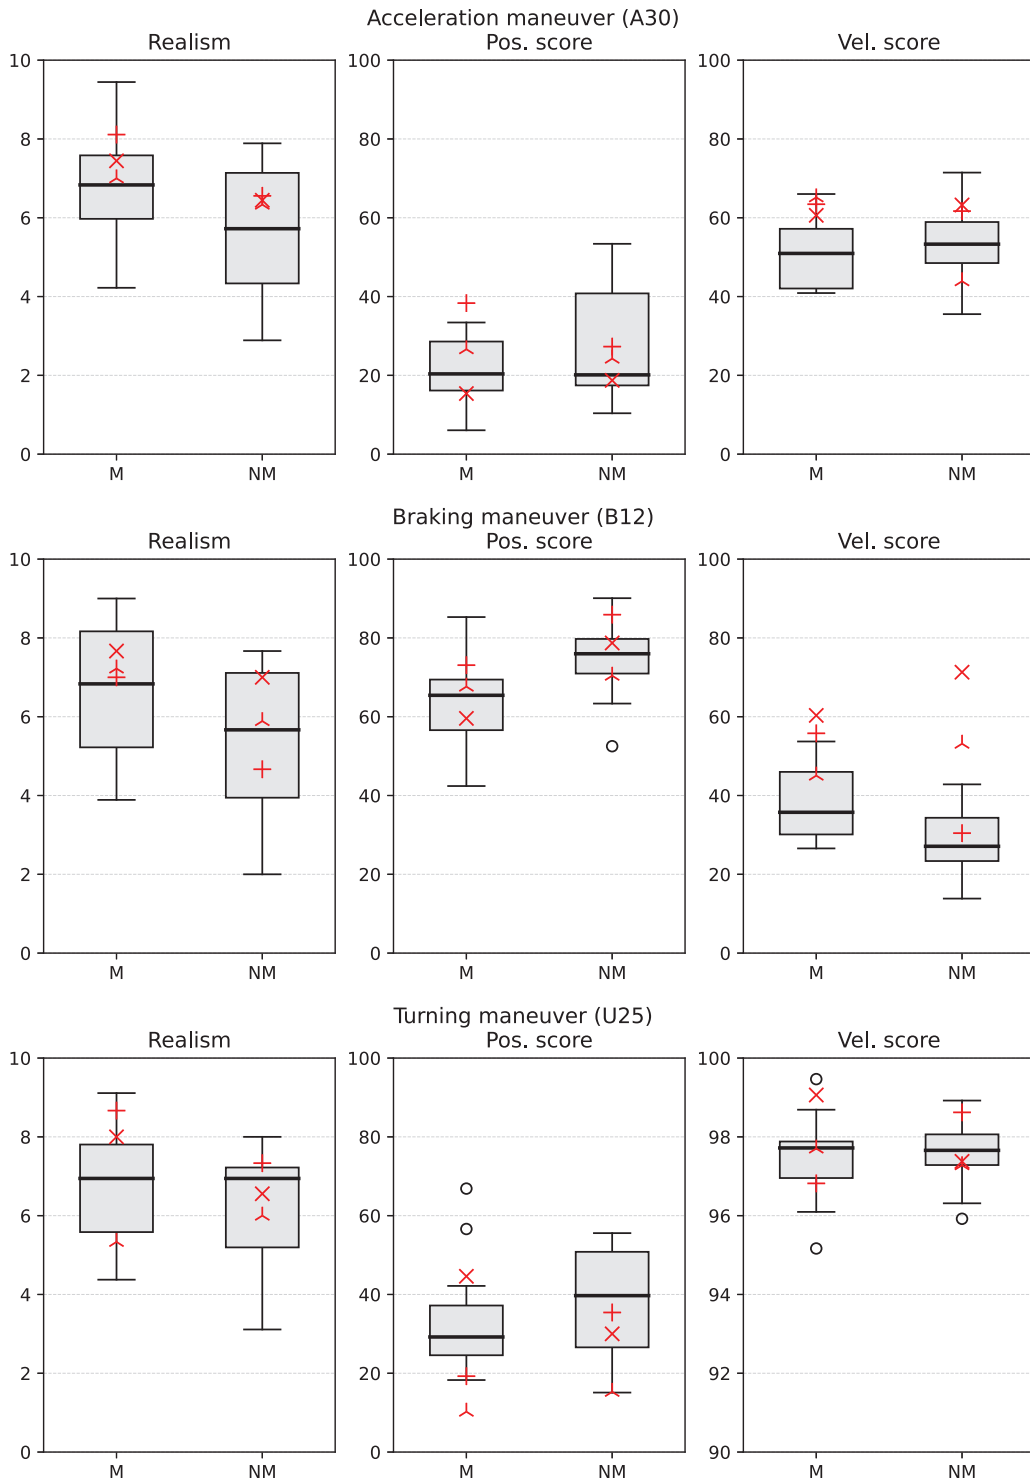 Acceleration maneuver (A30)
Realism Pos. score Vel. score
10 100 100
8 80 80
6 60 60
4 40 40
2 20 20
0 0 0
M NM M NM M NM
Braking maneuver (B12)
Realism Pos. score Vel. score
10 100 100
8 80 80
6 60 60
4 40 40
2 20 20
0 0 0
M NM M NM M NM
Turning maneuver (U25)
Realism Pos. score Vel. score
10 100 100
8 80 98
6 60 96
4 40 94
2 20 92
0 0 90
M NM M NM M NM